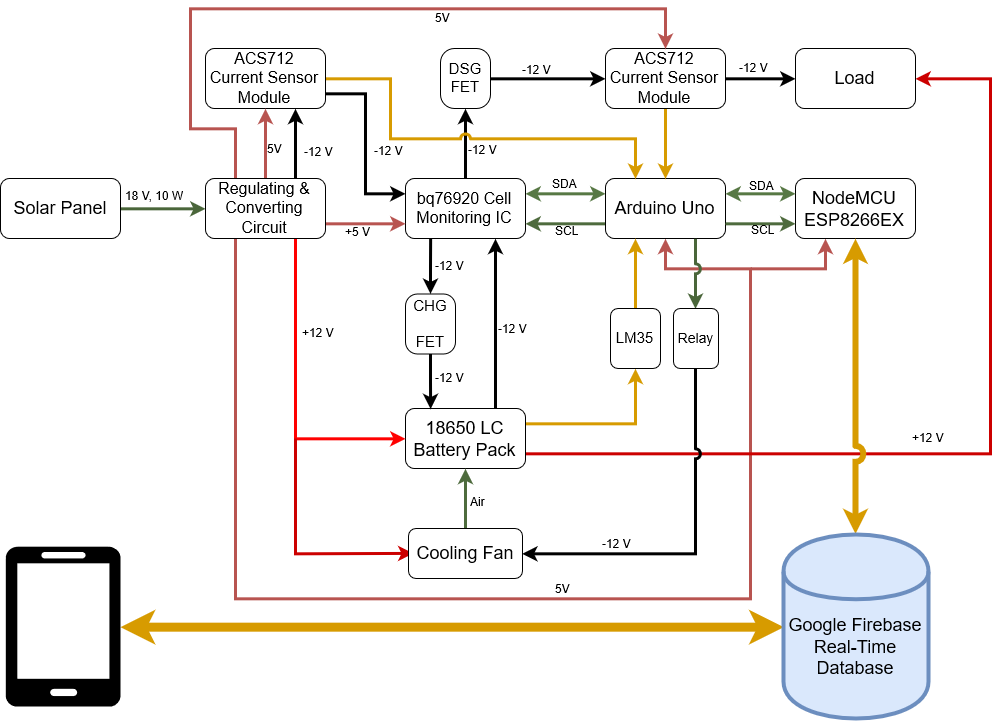 5V
ACS712
Current Sensor
Module
DSG
FET
-12 V
ACS712
Current Sensor
Module
-12 V
Load
5V
-12 V
-12 V
-12 V
Solar Panel
18 V, 10 W
Regulating &
Converting
Circuit
+5 V
bq76920 Cell
Monitoring IC
SDA
SCL
Arduino Uno
SDA
SCL
NodeMCU
ESP8266EX
-12 V
CHG
FET
-12 V
-12 V
+12 V
LM35
Relay
18650 LC
Battery Pack
+12 V
Air
Cooling Fan
-12 V
5V
Google Firebase
Real-Time
Database